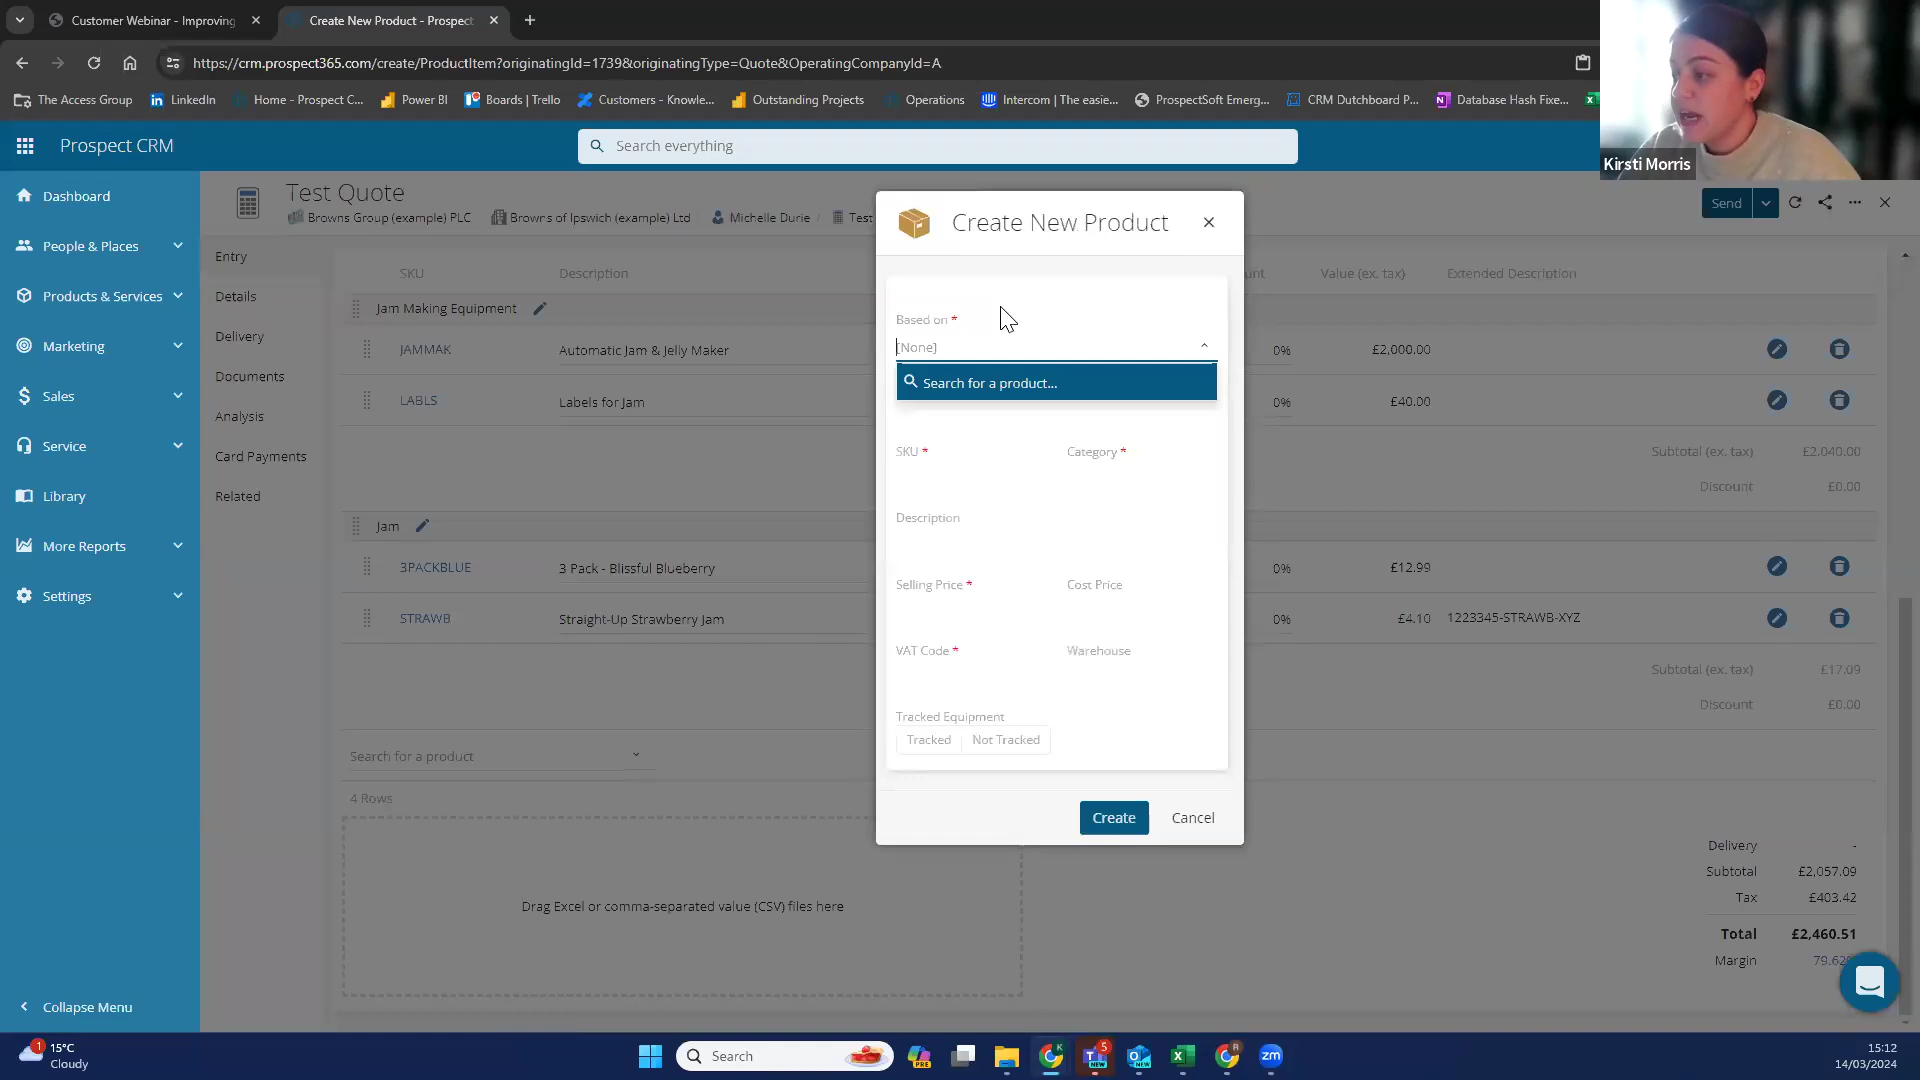 Customer Webinar - Improving
Create New Product - Prospect
https://crm.prospect365.com/create/ProductItem?originatingId=1739&originatingType=Quote&OperatingCompanyId=A
The Access Group
LinkedIn
Home - Prospect C...
Power BI
Boards | Trello
Customers - Knowle...
Outstanding Projects
Operations
Intercom | The easie...
ProspectSoft Emerg...
CRM Dutchboard P...
Database Hash Fixe...
Kirsti Morris
Prospect CRM
Search everything
Dashboard
People & Places
Products & Services
Marketing
Sales
Service
Library
More Reports
Settings
Collapse Menu
Test Quote
Browns Group (example) PLC
Browns of Ipswich (example) Ltd
Michelle Durie
/
Test
Send
Entry
Details
Delivery
Documents
Analysis
Card Payments
Related
SKU Description
Value (ex. tax) Extended Description
Jam Making Equipment
JAMMAK Automatic Jam & Jelly Maker 0% £2,000.00
LABLS Labels for Jam 0% £40.00
Subtotal (ex. tax) £2,040.00
Discount £0.00
Jam
3PACKBLUE 3 Pack - Blissful Blueberry 0% £12.99
STRAWB Straight-Up Strawberry Jam 0% £4.10 1223345-STRAWB-XYZ
Subtotal (ex. tax) £17.09
Discount £0.00
Search for a product
4 Rows
Drag Excel or comma-separated value (CSV) files here
Delivery -
Subtotal £2,057.09
Tax £403.42
Total £2,460.51
Margin
Create New Product
Based on *
[None]
Search for a product...
SKU * Category *
Description
Selling Price * Cost Price
VAT Code * Warehouse
Tracked Equipment
Tracked Not Tracked
Create Cancel
1
15°C
Cloudy
Search
PRE
K
5
NEW
NEW
R
zm
15:12
14/03/2024